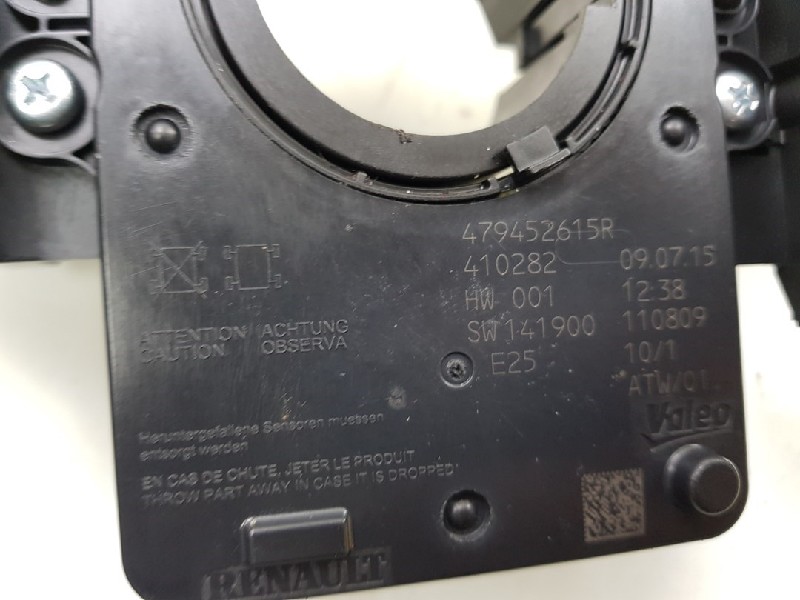 479452615R
410282 09.07.15
HW 001 12:38
SW141900 110809
E25 10/1
ATW/01
Valeo
ATTENTION ACHTUNG
CAUTION OBSERVA
Heruntergefallene Sensoren muessen
entsorgt werden
EN CAS DE CHUTE, JETER LE PRODUIT
THROW PART AWAY IN CASE IT IS DROPPED
RENAULT